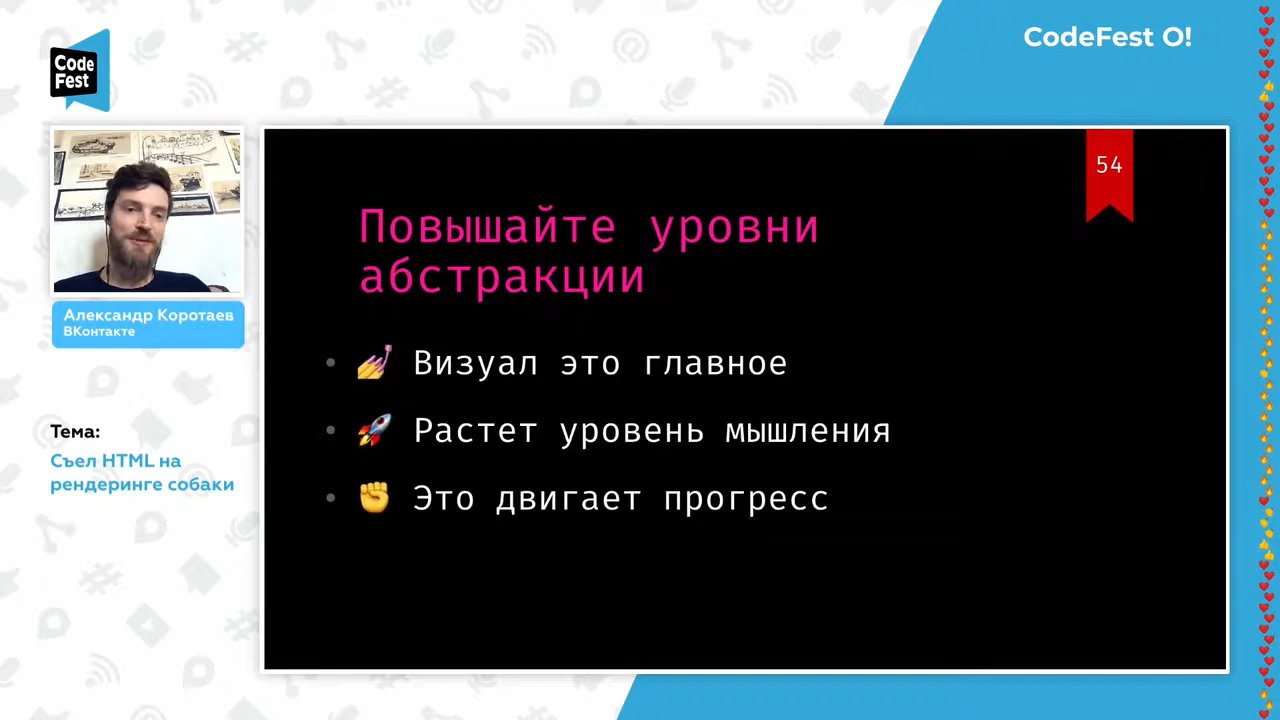 CodeFest O!
Code
Fest
54
Повышайте уровни
абстракции
💅 Визуал это главное
🚀 Растет уровень мышления
✊ Это двигает прогресс
Александр Коротаев
ВКонтакте
Тема:
Съел HTML на
рендеринге собаки